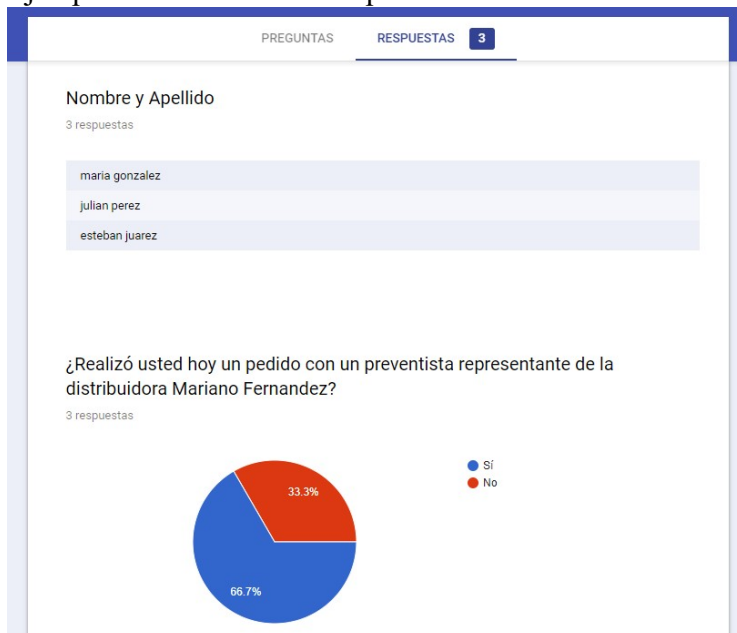 PREGUNTAS RESPUESTAS 3
Nombre y Apellido
3 respuestas
maria gonzalez
julian perez
esteban juarez
¿Realizó usted hoy un pedido con un preventista representante de la
distribuidora Mariano Fernandez?
3 respuestas
Sí
No
33.3%
66.7%